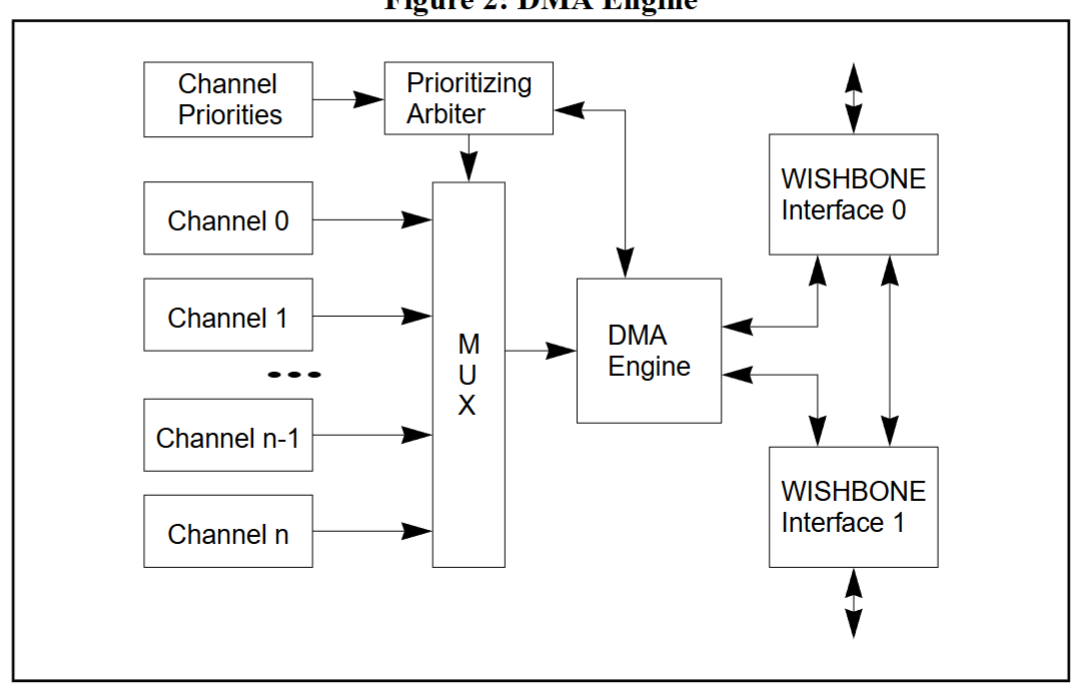 Figure 2: DMA Engine
Channel
Priorities
Prioritizing
Arbiter
WISHBONE
Interface 0
Channel 0
Channel 1
M
U
X
DMA
Engine
Channel n-1
Channel n
WISHBONE
Interface 1